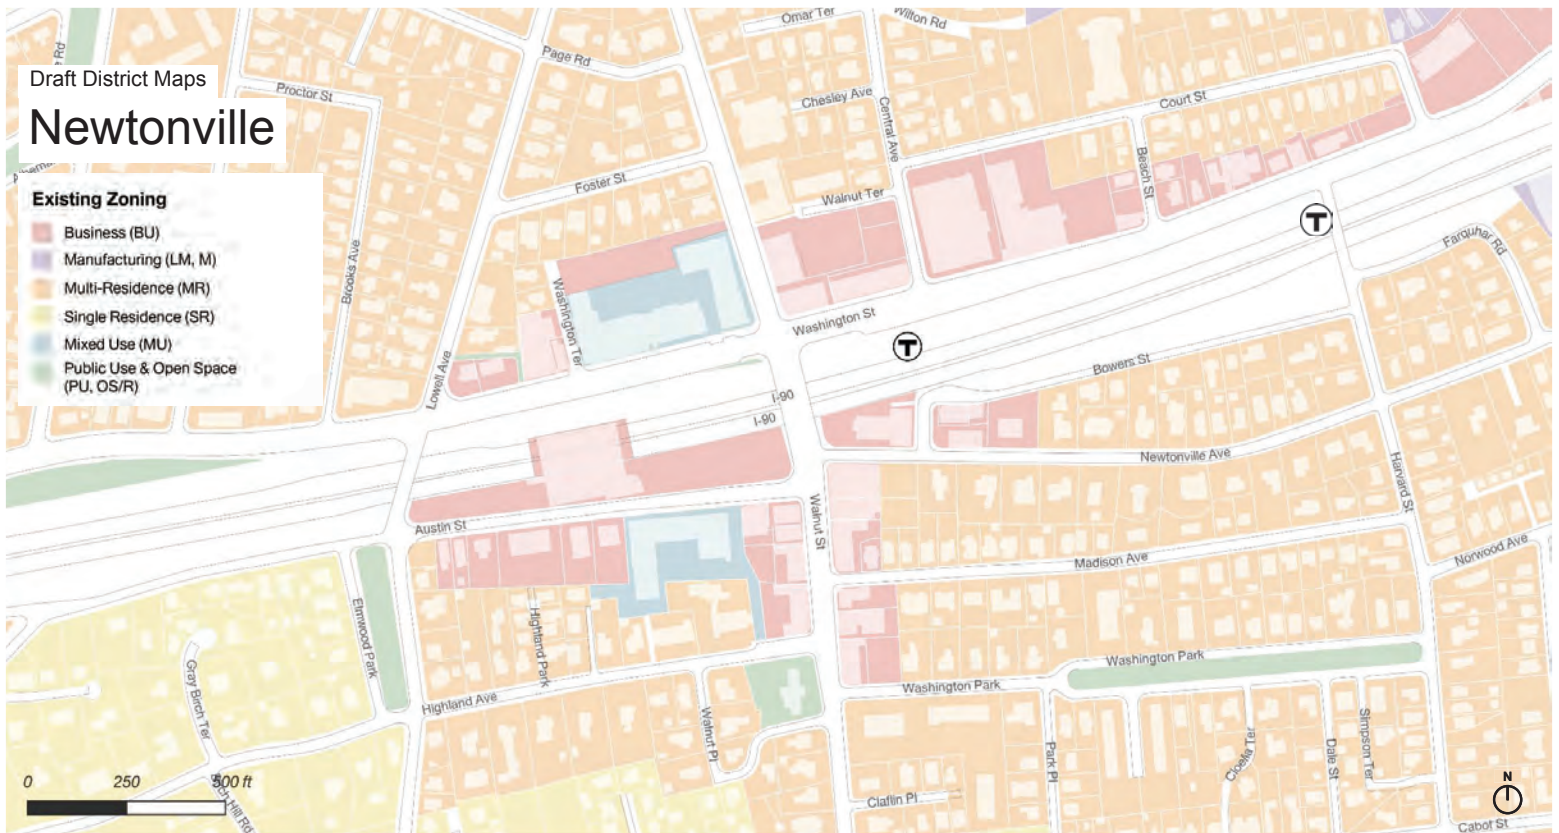 Omar Ter
Wilton Rd
Page Rd
Draft District Maps
Newtonville
Proctor St
Chesley Ave
Central Ave
Court St
Beach St
Foster St
Walnut Ter
Existing Zoning
Business (BU)
Manufacturing (LM, M)
Multi-Residence (MR)
Single Residence (SR)
Mixed Use (MU)
Public Use & Open Space
(PU, OS/R)
Brooks Ave
Washington Ter
Lowell Ave
Washington St
T
T
Farquhar Rd
Bowers St
I-90
I-90
Newtonville Ave
Harvard St
Austin St
Walnut St
Madison Ave
Norwood Ave
Elmwood Park
Highland Park
Washington Park
Washington Park
Gray Birch Ter
Highland Ave
Walnut Pl
Park Pl
Cloelia Ter
Dale St
Simpson Ter
0 250 500 ft
Claflin Pl
N
Cabot St